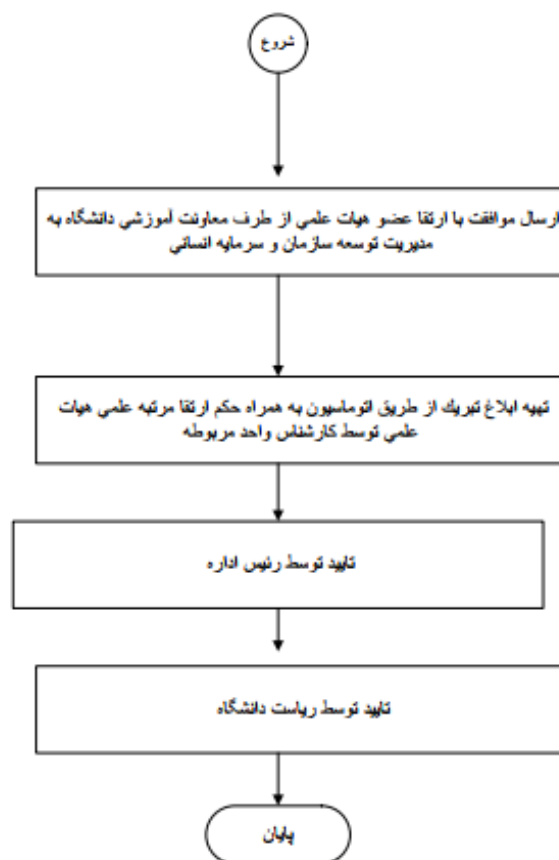 شروع
ارسال موافقت با ارتقا عضو هیات علمی از طرف معاونت آموزشی دانشگاه به
مدیریت توسعه سازمان و سرمایه انسانی
تهیه ابلاغ تبریك از طریق اتوماسیون به همراه حکم ارتقا مرتبه علمی هیات
علمی توسط کارشناس واحد مربوطه
تایید توسط رئیس اداره
تایید توسط ریاست دانشگاه
پایان